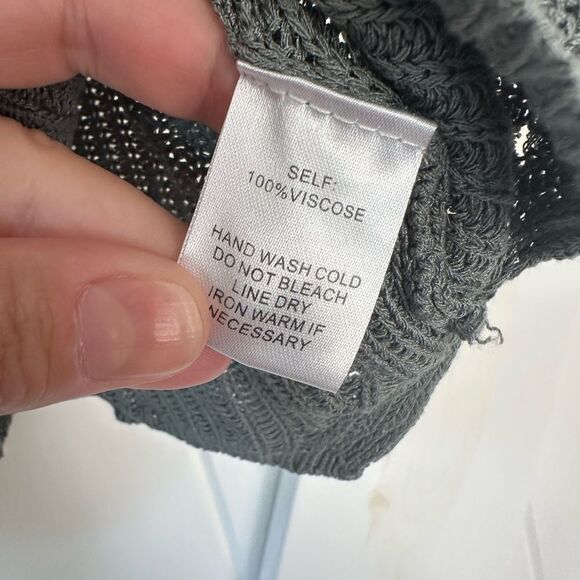 SELF:
100%VISCOSE
HAND WASH COLD
DO NOT BLEACH
LINE DRY
IRON WARM IF
NECESSARY